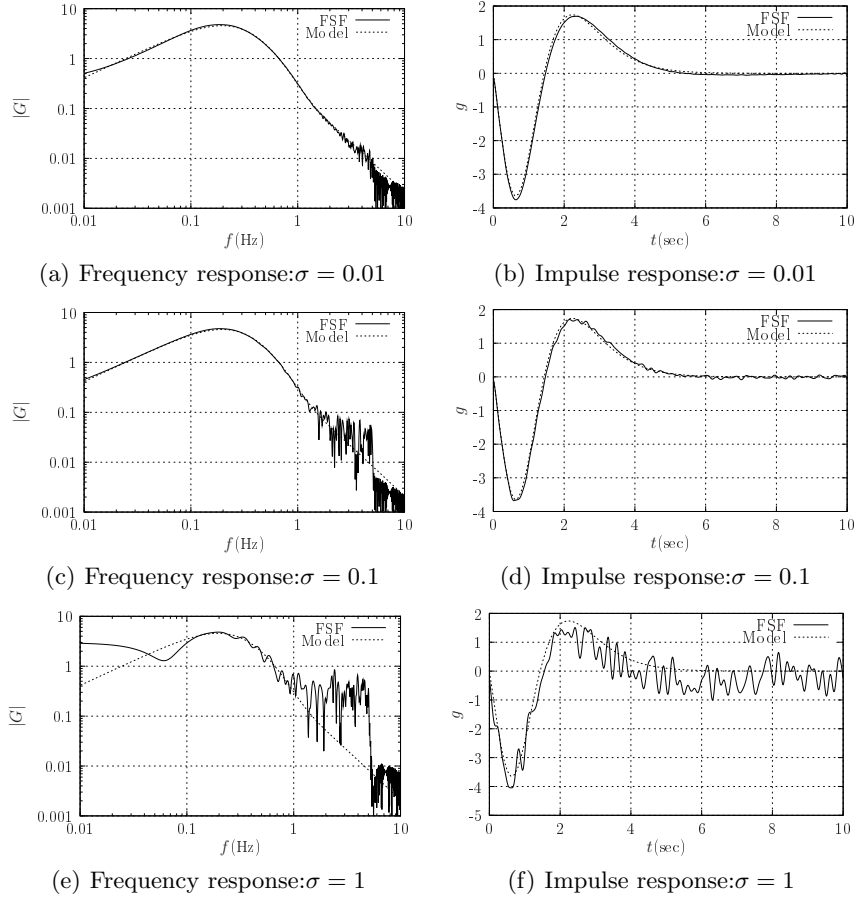 10
1
0.1
0.01
0.001
|G|
0.01 0.1 1 10
f(Hz)
FSF
Model
(a) Frequency response:σ = 0.01
2
1
0
-1
-2
-3
-4
g
0 2 4 6 8 10
t(sec)
FSF
Model
(b) Impulse response:σ = 0.01
10
1
0.1
0.01
0.001
|G|
0.01 0.1 1 10
f(Hz)
FSF
Model
(c) Frequency response:σ = 0.1
2
1
0
-1
-2
-3
-4
g
0 2 4 6 8 10
t(sec)
FSF
Model
(d) Impulse response:σ = 0.1
10
1
0.1
0.01
0.001
|G|
0.01 0.1 1 10
f(Hz)
FSF
Model
(e) Frequency response:σ = 1
2
1
0
-1
-2
-3
-4
-5
g
0 2 4 6 8 10
t(sec)
FSF
Model
(f) Impulse response:σ = 1